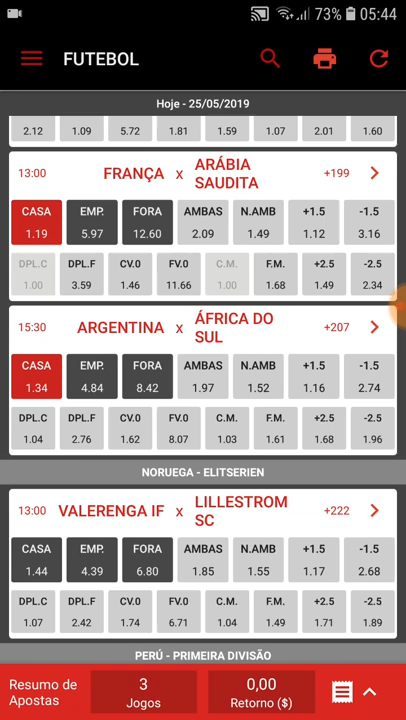 73% 05:44
FUTEBOL
Hoje - 25/05/2019
2.12 1.09 5.72 1.81 1.59 1.07 2.01 1.60
13:00 FRANÇA x ARÁBIA SAUDITA +199
CASA EMP. FORA AMBAS N.AMB +1.5 -1.5
1.19 5.97 12.60 2.09 1.49 1.12 3.16
DPL.C DPL.F CV.0 FV.0 C.M. F.M. +2.5 -2.5
1.00 3.59 1.46 11.66 1.00 1.68 1.49 2.34
15:30 ARGENTINA x ÁFRICA DO SUL +207
CASA EMP. FORA AMBAS N.AMB +1.5 -1.5
1.34 4.84 8.42 1.97 1.52 1.16 2.74
DPL.C DPL.F CV.0 FV.0 C.M. F.M. +2.5 -2.5
1.04 2.76 1.62 8.07 1.03 1.61 1.68 1.96
NORUEGA - ELITSERIEN
13:00 VALERENGA IF x LILLESTROM SC +222
CASA EMP. FORA AMBAS N.AMB +1.5 -1.5
1.44 4.39 6.80 1.85 1.55 1.17 2.68
DPL.C DPL.F CV.0 FV.0 C.M. F.M. +2.5 -2.5
1.07 2.42 1.74 6.71 1.04 1.49 1.71 1.89
PERÚ - PRIMEIRA DIVISÃO
Resumo de Apostas
3 Jogos
0,00 Retorno ($)